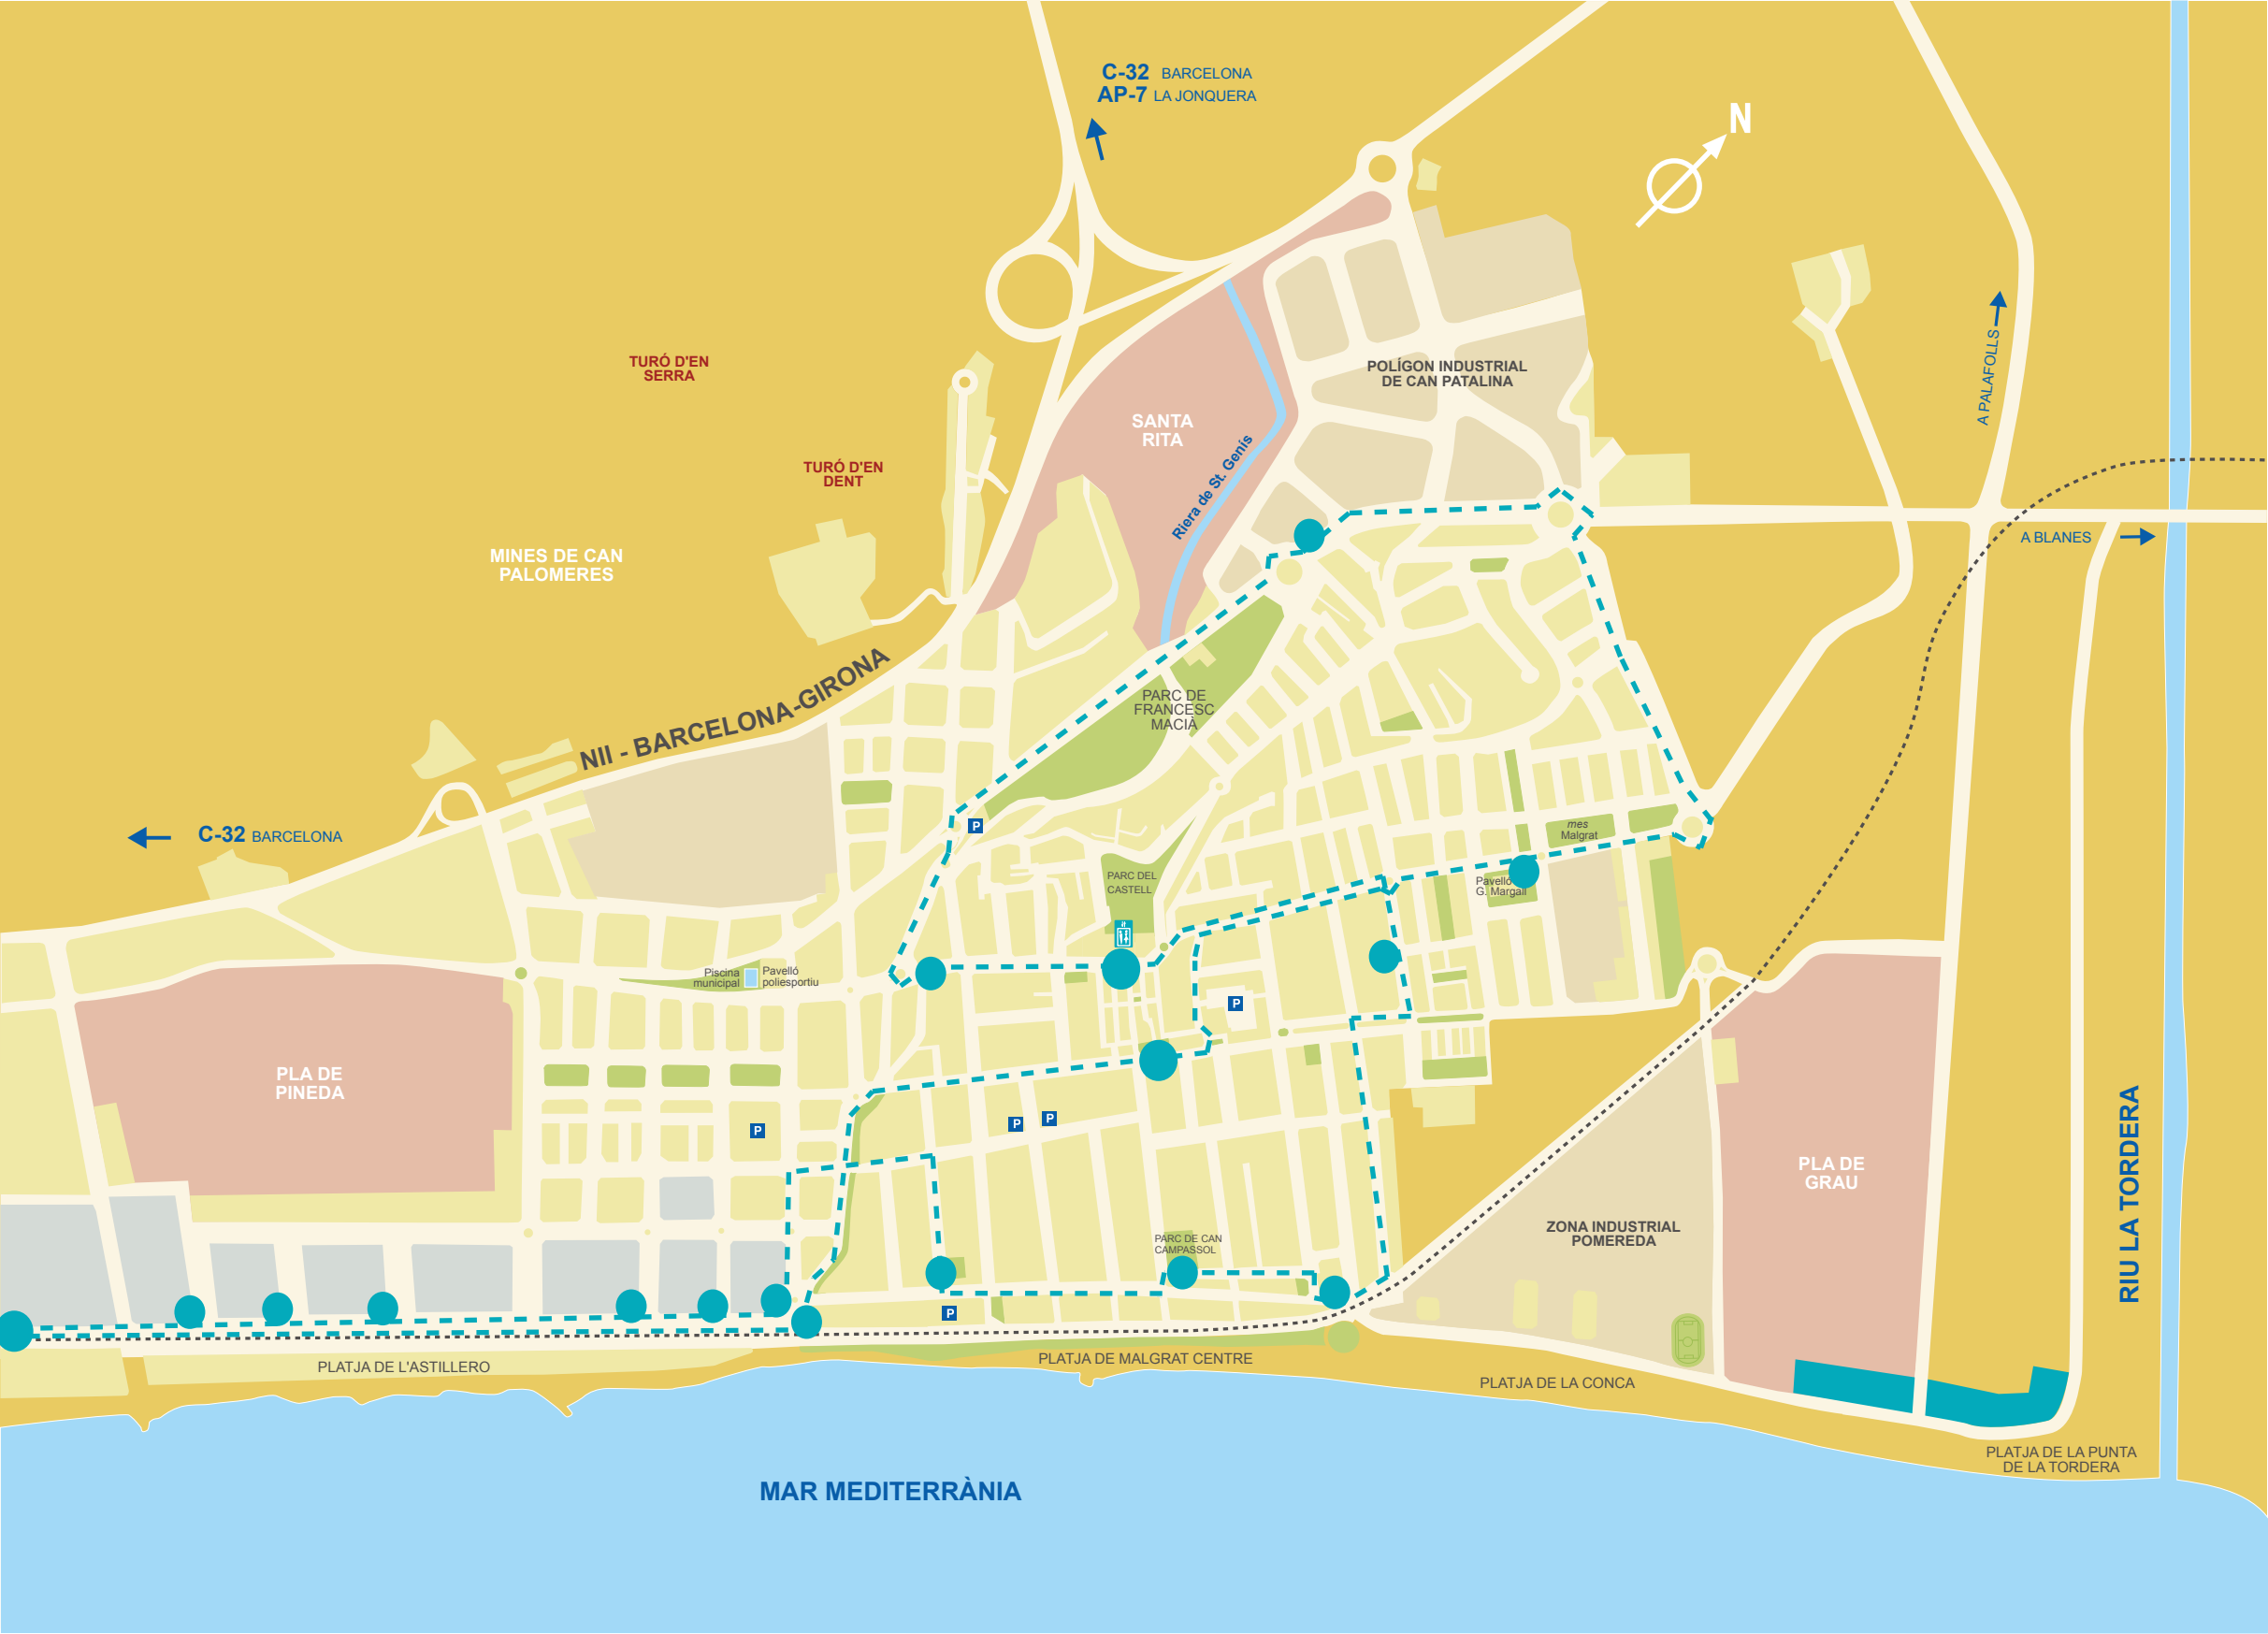 C-32 BARCELONA
AP-7 LA JONQUERA
N
TURÓ D'EN
SERRA
POLÍGON INDUSTRIAL
DE CAN PATALINA
A PALAFOLLS
SANTA
RITA
Riera de St. Genís
TURÓ D'EN
DENT
MINES DE CAN
PALOMERES
A BLANES
NII - BARCELONA-GIRONA
PARC DE
FRANCESC
MACIÀ
C-32 BARCELONA
P
mes
Malgrat
PARC DEL
CASTELL
Pavelló
G. Margall
Piscina
municipal
Pavelló
poliesportiu
P
PLA DE
PINEDA
P
P
P
PLA DE
GRAU
RIU LA TORDERA
ZONA INDUSTRIAL
POMEREDA
PARC DE CAN
CAMPASSOL
P
PLATJA DE L'ASTILLERO
PLATJA DE MALGRAT CENTRE
PLATJA DE LA CONCA
PLATJA DE LA PUNTA
DE LA TORDERA
MAR MEDITERRÀNIA